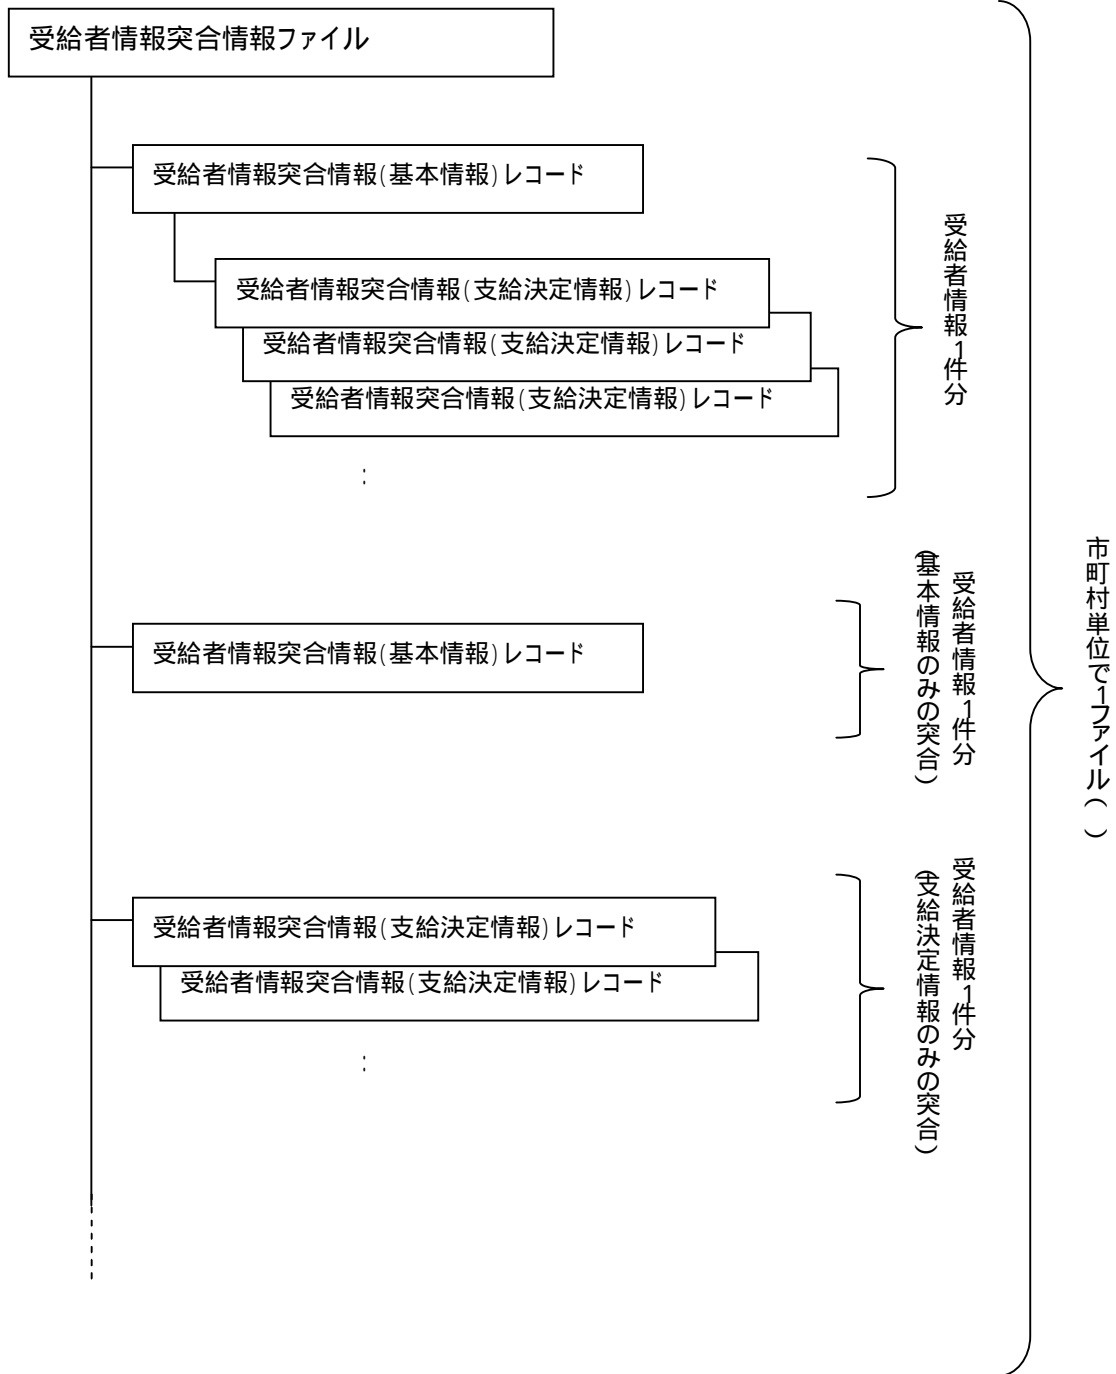 受給者情報突合情報ファイル
受給者情報突合情報(基本情報)レコード
受給者情報突合情報(支給決定情報)レコード
受給者情報突合情報(支給決定情報)レコード
受給者情報突合情報(支給決定情報)レコード
受給者情報1件分
受給者情報突合情報(基本情報)レコード
受給者情報1件分
(基本情報のみの突合)
受給者情報突合情報(支給決定情報)レコード
受給者情報突合情報(支給決定情報)レコード
受給者情報1件分
(支給決定情報のみの突合)
市町村単位で1ファイル( )